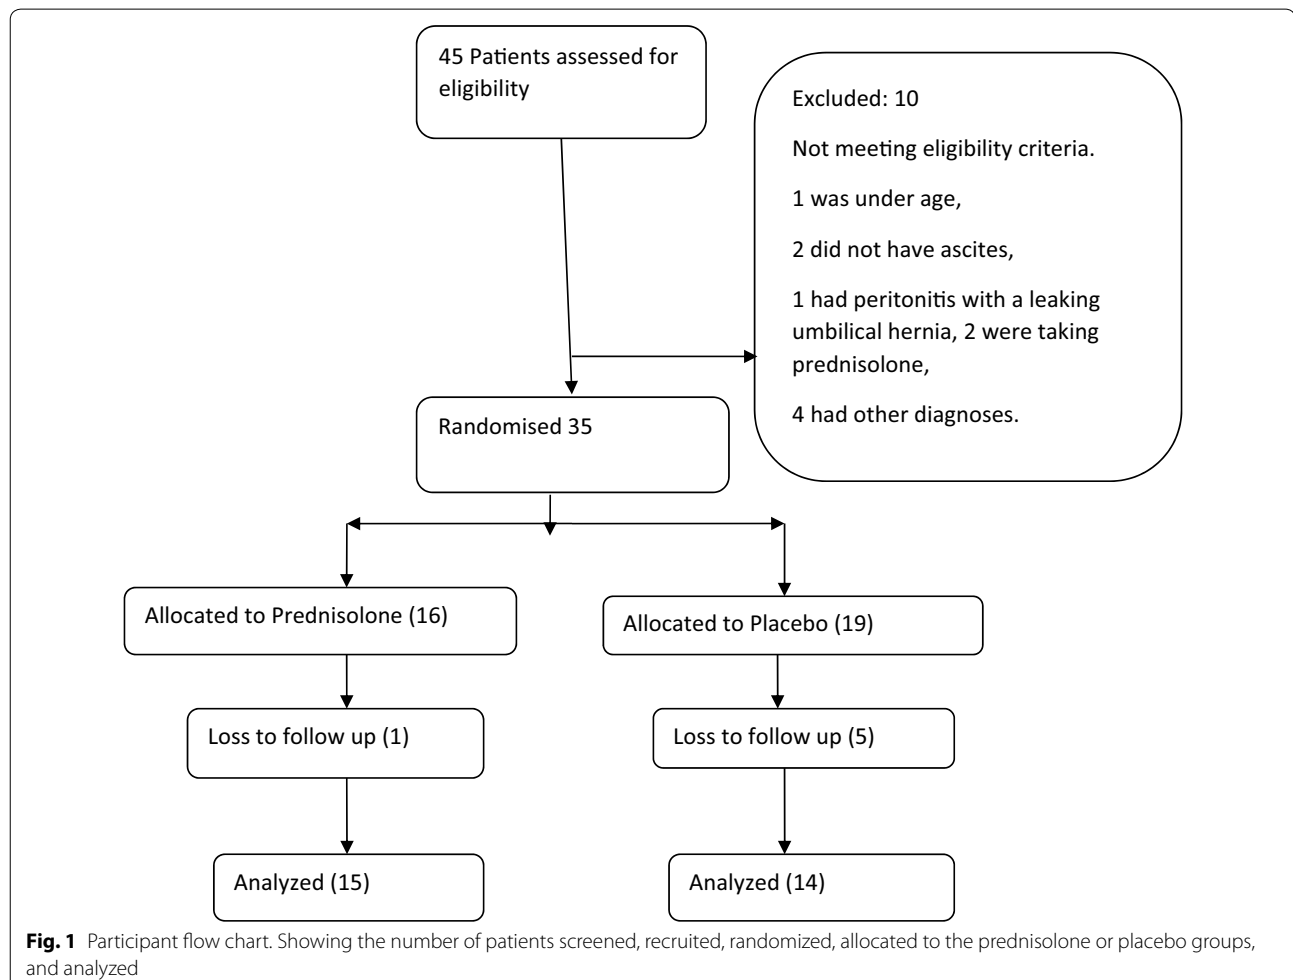 45 Patients assessed for
eligibility
Excluded: 10
Not meeting eligibility criteria.
1 was under age,
2 did not have ascites,
1 had peritonitis with a leaking
umbilical hernia, 2 were taking
prednisolone,
4 had other diagnoses.
Randomised 35
Allocated to Prednisolone (16)
Allocated to Placebo (19)
Loss to follow up (1)
Loss to follow up (5)
Analyzed (15)
Analyzed (14)
Fig. 1 Participant flow chart. Showing the number of patients screened, recruited, randomized, allocated to the prednisolone or placebo groups,
and analyzed